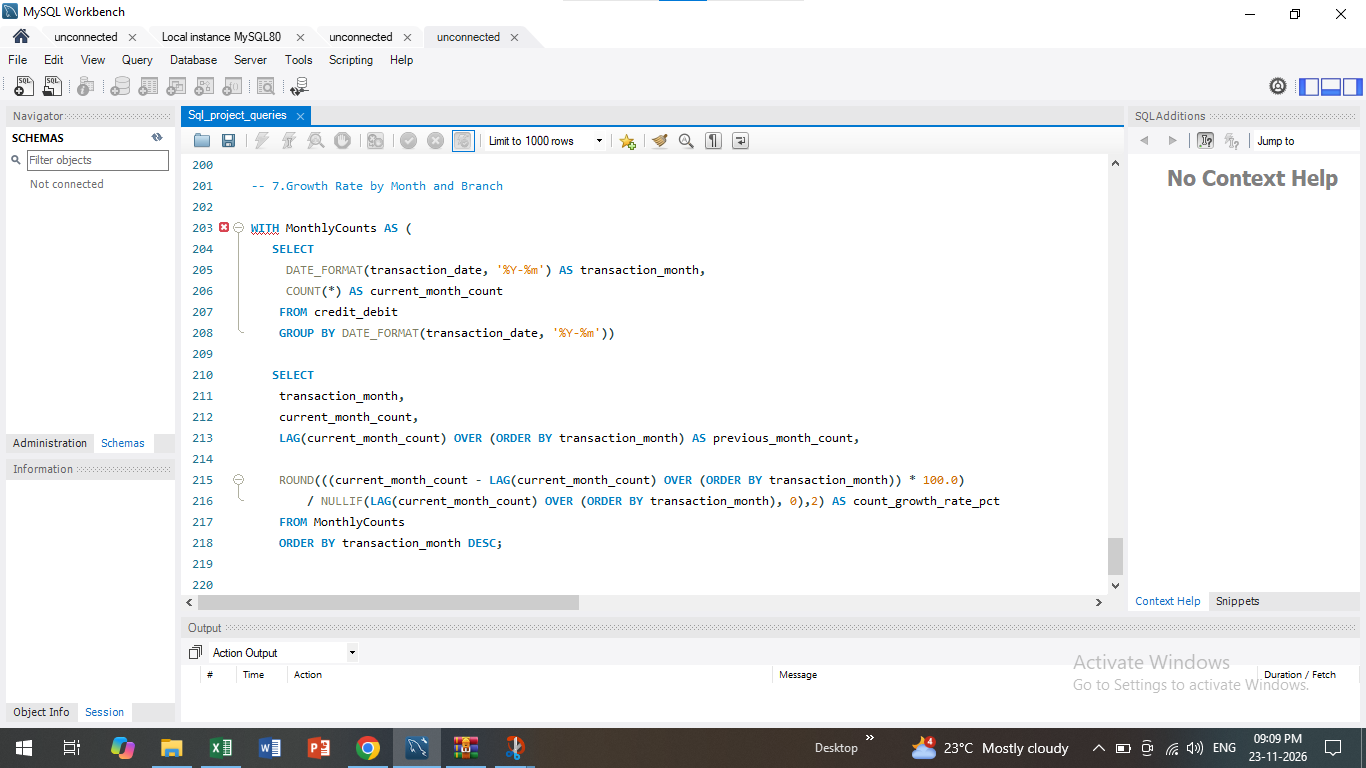 MySQL Workbench
unconnected
Local instance MySQL80
unconnected
unconnected
File Edit View Query Database Server Tools Scripting Help
Navigator
SCHEMAS
Filter objects
Not connected
Administration Schemas
Information
Object Info Session
Sql_project_queries
Limit to 1000 rows
200
201 -- 7.Growth Rate by Month and Branch
202
203 WITH MonthlyCounts AS (
204 SELECT
205 DATE_FORMAT(transaction_date, '%Y-%m') AS transaction_month,
206 COUNT(*) AS current_month_count
207 FROM credit_debit
208 GROUP BY DATE_FORMAT(transaction_date, '%Y-%m'))
209
210 SELECT
211 transaction_month,
212 current_month_count,
213 LAG(current_month_count) OVER (ORDER BY transaction_month) AS previous_month_count,
214
215 ROUND(((current_month_count - LAG(current_month_count) OVER (ORDER BY transaction_month)) * 100.0)
216 / NULLIF(LAG(current_month_count) OVER (ORDER BY transaction_month), 0),2) AS count_growth_rate_pct
217 FROM MonthlyCounts
218 ORDER BY transaction_month DESC;
219
220
SQLAdditions
Jump to
No Context Help
Context Help Snippets
Output
Action Output
# Time Action Message Duration / Fetch
Activate Windows
Go to Settings to activate Windows.
Desktop
23°C Mostly cloudy
ENG
09:09 PM
23-11-2026